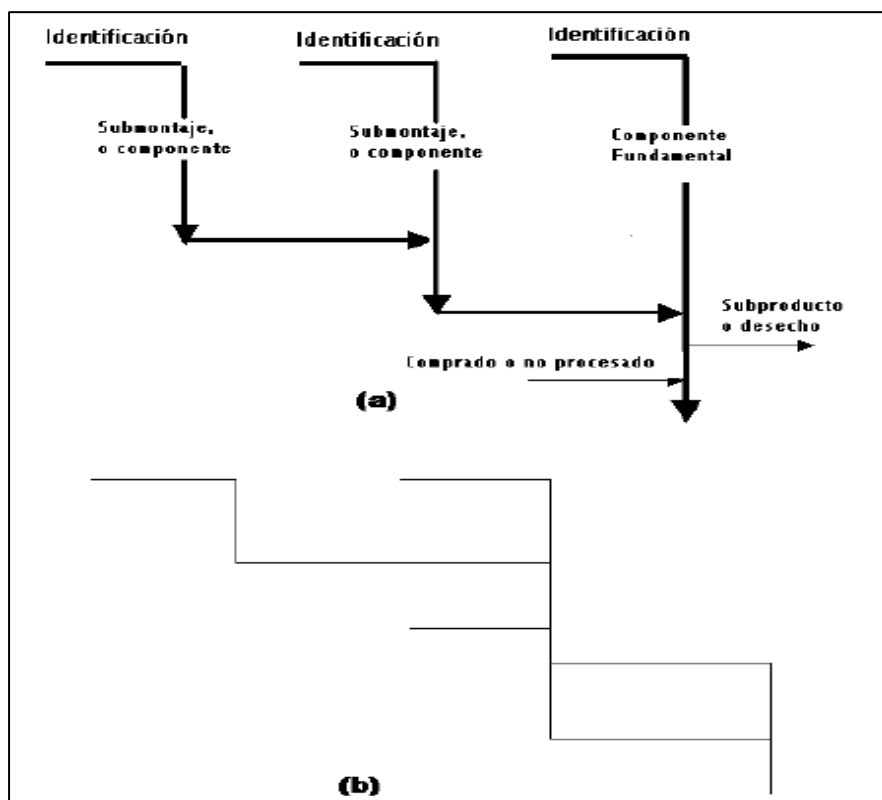 Identificación
Identificación
Identificación
Submontaje,
o componente
Submontaje,
o componente
Componente
Fundamental
Subproducto
o desecho
Comprado o no procesado
(a)
(b)